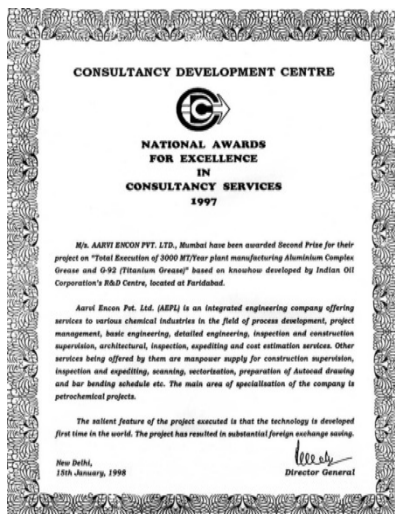 CONSULTANCY DEVELOPMENT CENTRE
NATIONAL AWARDS
FOR EXCELLENCE
IN
CONSULTANCY SERVICES
1997
M/s. AARVI ENCON PVT. LTD., Mumbai have been awarded Second Prize for their
project on "Total Execution of 3000 MT/Year plant manufacturing Aluminium Complex
Grease and G-92 (Titanium Grease)" based on knowhow developed by Indian Oil
Corporation's R&D Centre, located at Faridabad.
Aarvi Encon Pvt. Ltd. (AEPL) is an integrated engineering company offering
services to various chemical industries in the field of process development, project
management, basic engineering, detailed engineering, inspection and construction
supervision, architectural, inspection, expediting and cost estimation services. Other
services being offered by them are manpower supply for construction supervision,
inspection and expediting, scanning, vectorisation, preparation of Autocad drawing
and bar bending schedule etc. The main area of specialisation of the company is
petrochemical projects.
The salient feature of the project executed is that the technology is developed
first time in the world. The project has resulted in substantial foreign exchange saving.
New Delhi,
15th January, 1998
Director General